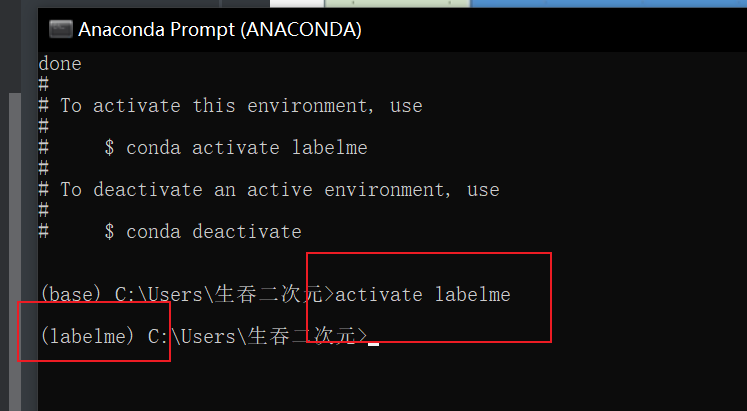 Anaconda Prompt (ANACONDA)
done
#
# To activate this environment, use
#
#     $ conda activate labelme
#
# To deactivate an active environment, use
#
#     $ conda deactivate
(base) C:\Users\生吞二次元>activate labelme
(labelme) C:\Users\生吞二次元>